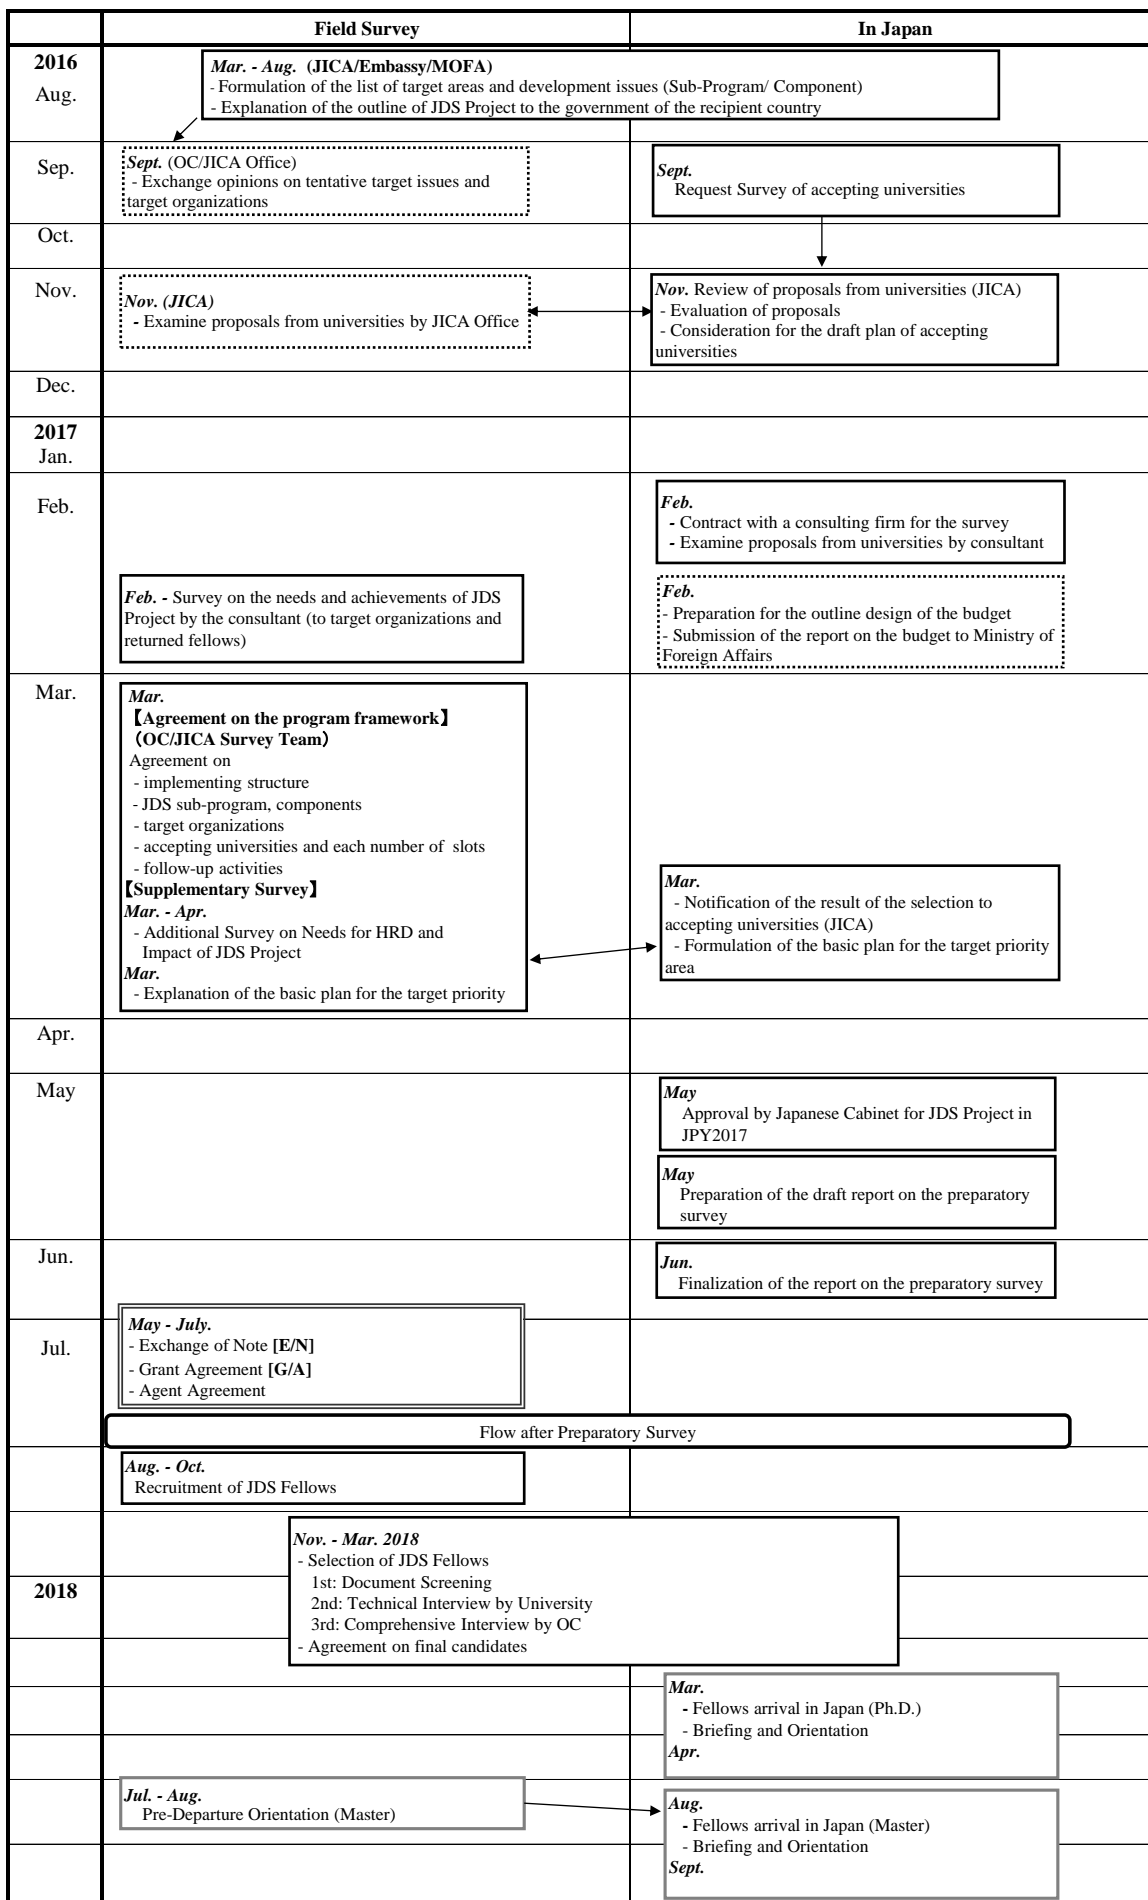 Field Survey
In Japan
2016
Aug.
Mar. - Aug. (JICA/Embassy/MOFA)
- Formulation of the list of target areas and development issues (Sub-Program/ Component)
- Explanation of the outline of JDS Project to the government of the recipient country
Sep.
Sept. (OC/JICA Office)
- Exchange opinions on tentative target issues and
target organizations
Sept.
Request Survey of accepting universities
Oct.
Nov.
Nov. (JICA)
- Examine proposals from universities by JICA Office
Nov. Review of proposals from universities (JICA)
- Evaluation of proposals
- Consideration for the draft plan of accepting
universities
Dec.
2017
Jan.
Feb.
Feb.
- Contract with a consulting firm for the survey
- Examine proposals from universities by consultant
Feb. - Survey on the needs and achievements of JDS
Project by the consultant (to target organizations and
returned fellows)
Feb.
- Preparation for the outline design of the budget
- Submission of the report on the budget to Ministry of
Foreign Affairs
Mar.
Mar.
【Agreement on the program framework】
（OC/JICA Survey Team）
Agreement on
- implementing structure
- JDS sub-program, components
- target organizations
- accepting universities and each number of slots
- follow-up activities
【Supplementary Survey】
Mar. - Apr.
- Additional Survey on Needs for HRD and
Impact of JDS Project
Mar.
- Explanation of the basic plan for the target priority
Mar.
- Notification of the result of the selection to
accepting universities (JICA)
- Formulation of the basic plan for the target priority
area
Apr.
May
May
Approval by Japanese Cabinet for JDS Project in
JPY2017
May
Preparation of the draft report on the preparatory
survey
Jun.
Jun.
Finalization of the report on the preparatory survey
Jul.
May - July.
- Exchange of Note [E/N]
- Grant Agreement [G/A]
- Agent Agreement
Flow after Preparatory Survey
Aug. - Oct.
Recruitment of JDS Fellows
Nov. - Mar. 2018
- Selection of JDS Fellows
1st: Document Screening
2nd: Technical Interview by University
3rd: Comprehensive Interview by OC
- Agreement on final candidates
2018
Mar.
- Fellows arrival in Japan (Ph.D.)
- Briefing and Orientation
Apr.
Jul. - Aug.
Pre-Departure Orientation (Master)
Aug.
- Fellows arrival in Japan (Master)
- Briefing and Orientation
Sept.